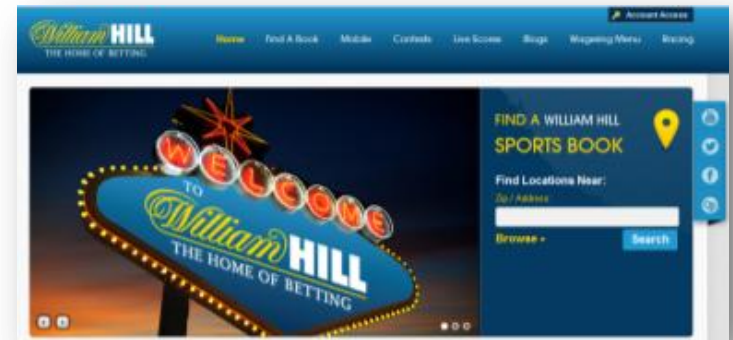 Account Access
William HILL
THE HOME OF BETTING
Home Find A Book Mobile Contests Live Scores Blogs Wagering Menu Racing
WELCOME
TO
William HILL
THE HOME OF BETTING.
FIND A WILLIAM HILL
SPORTS BOOK
Find Locations Near:
Zip / Address
Browse »
Search